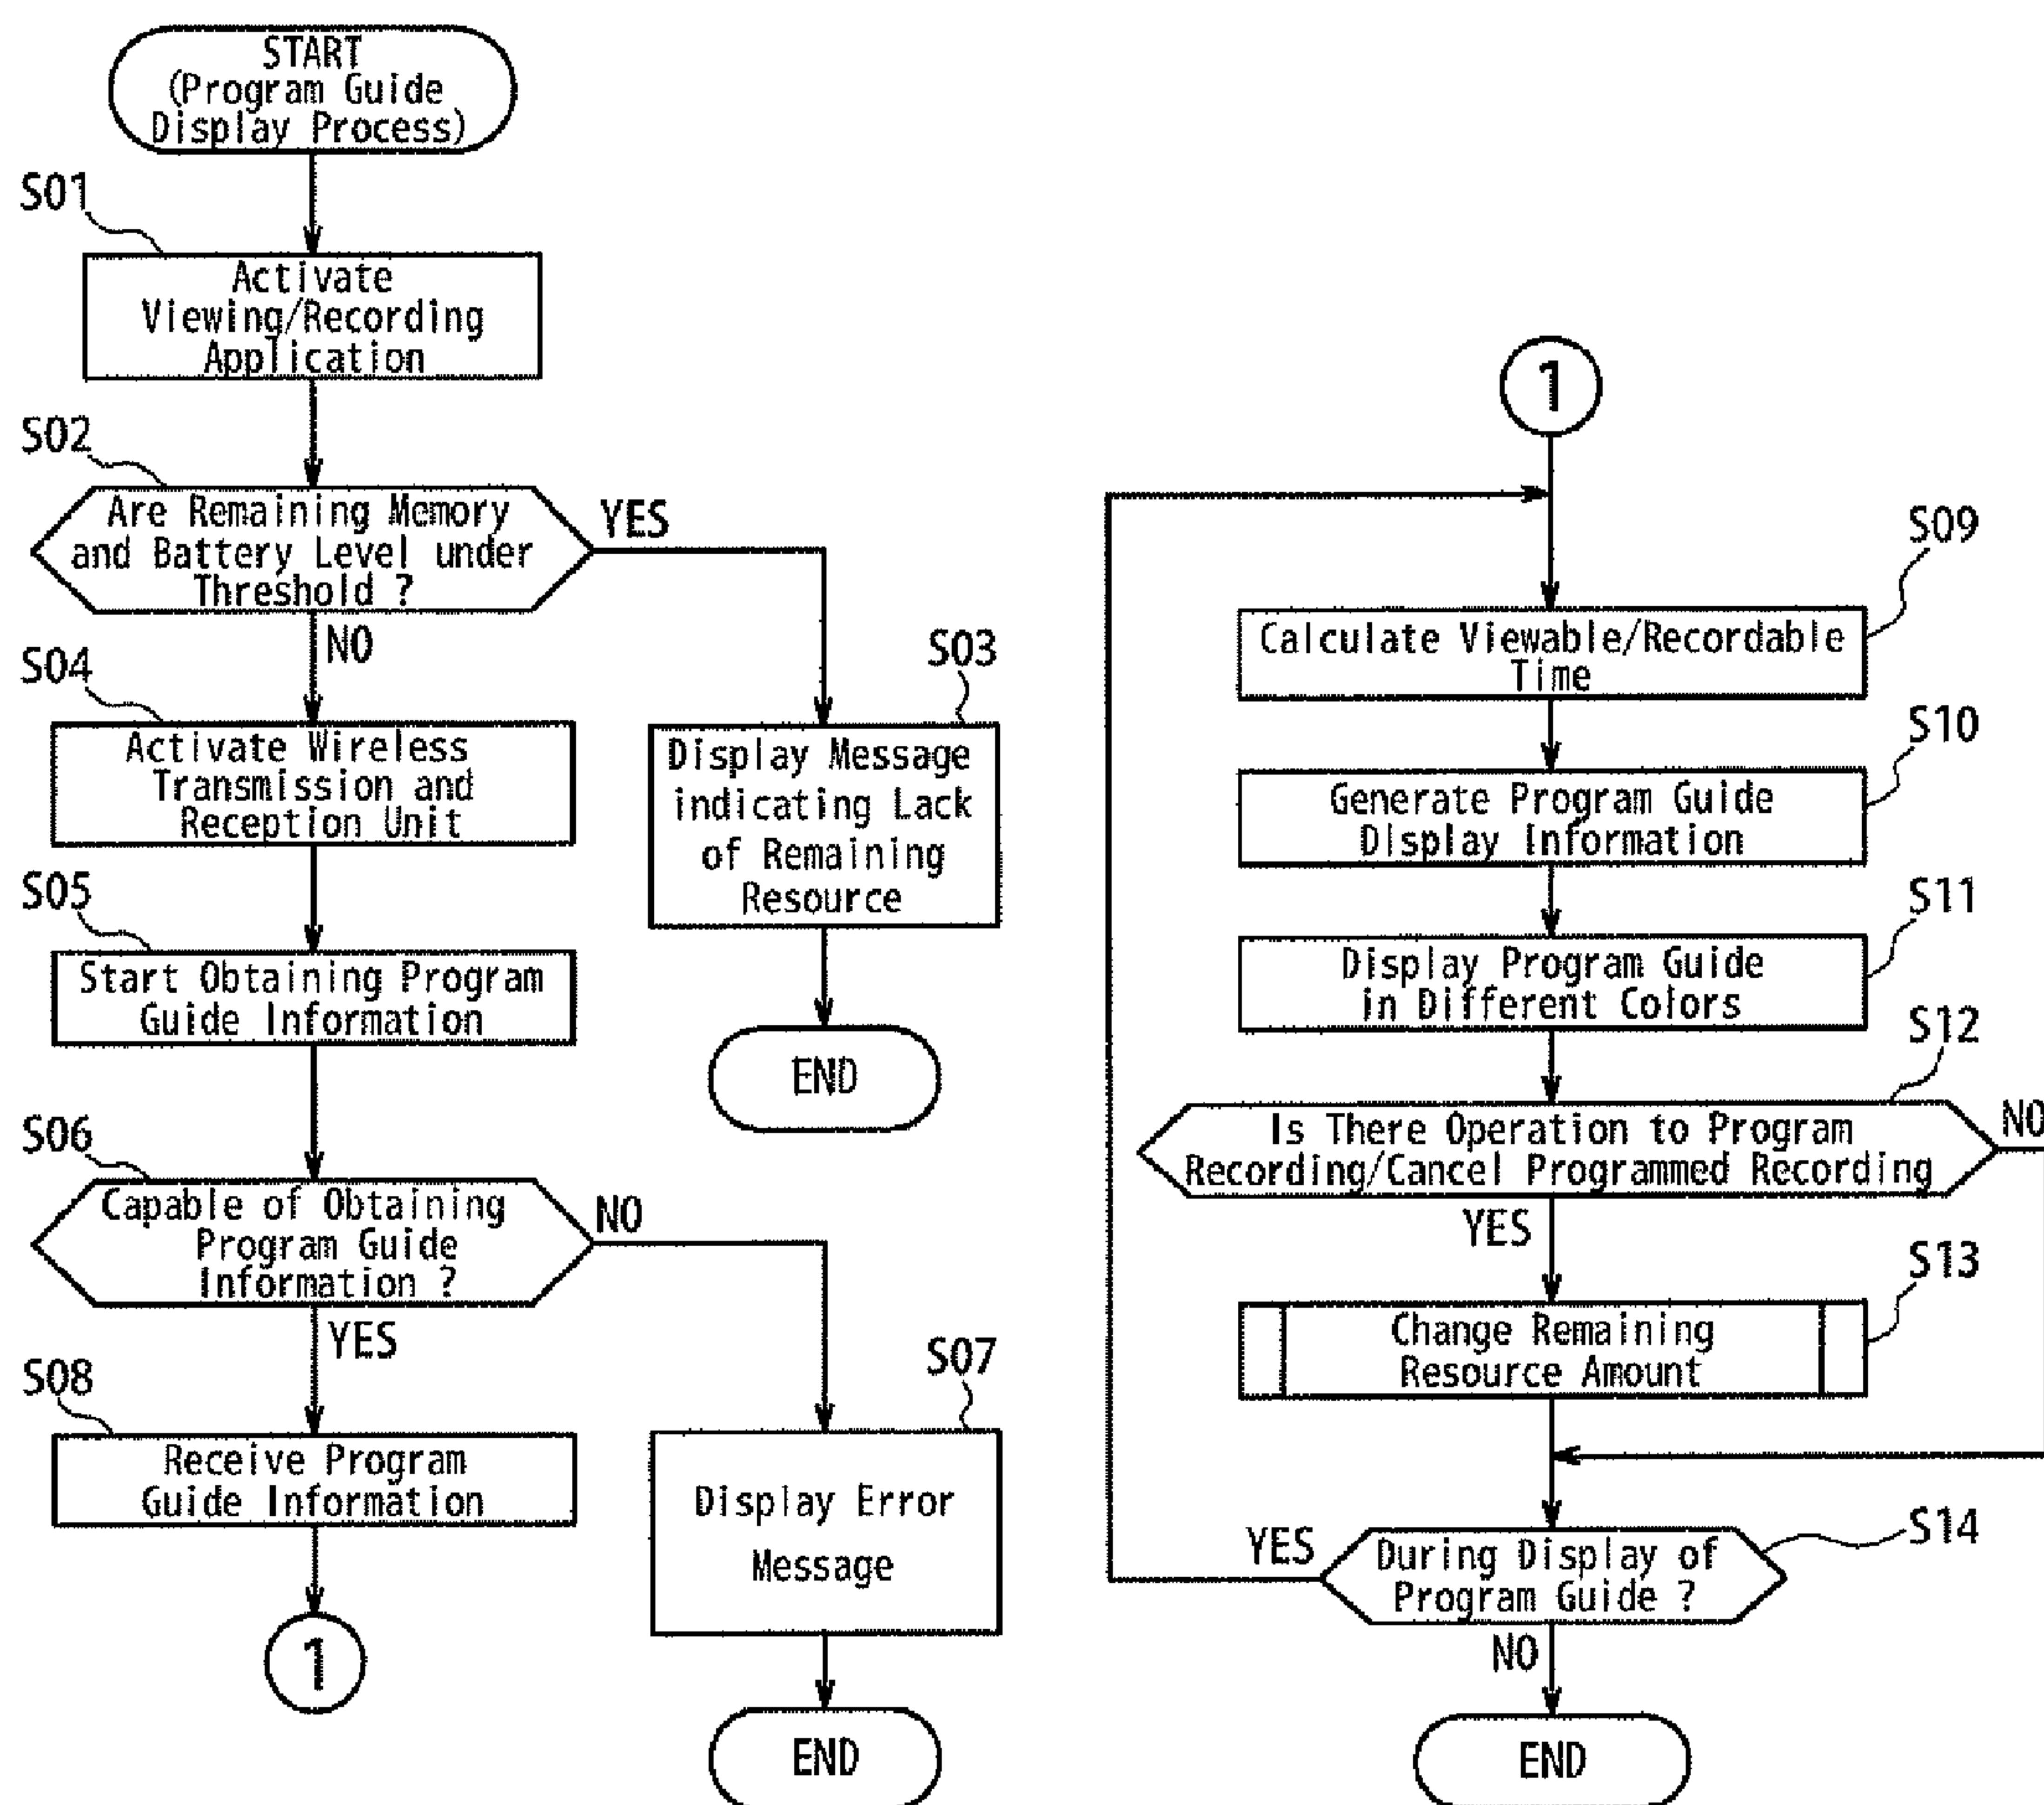 START
(Program Guide
Display Process)
S01
Activate
Viewing/Recording
Application
S02
Are Remaining Memory
and Battery Level under
Threshold ?
YES
NO
S03
Display Message
indicating Lack
of Remaining
Resource
END
S04
Activate Wireless
Transmission and
Reception Unit
S05
Start Obtaining Program
Guide Information
S06
Capable of Obtaining
Program Guide
Information ?
NO
YES
S07
Display Error
Message
END
S08
Receive Program
Guide Information
1
1
S09
Calculate Viewable/Recordable
Time
S10
Generate Program Guide
Display Information
S11
Display Program Guide
in Different Colors
S12
Is There Operation to Program
Recording/Cancel Programmed Recording
NO
YES
S13
Change Remaining
Resource Amount
S14
During Display of
Program Guide ?
YES
NO
END